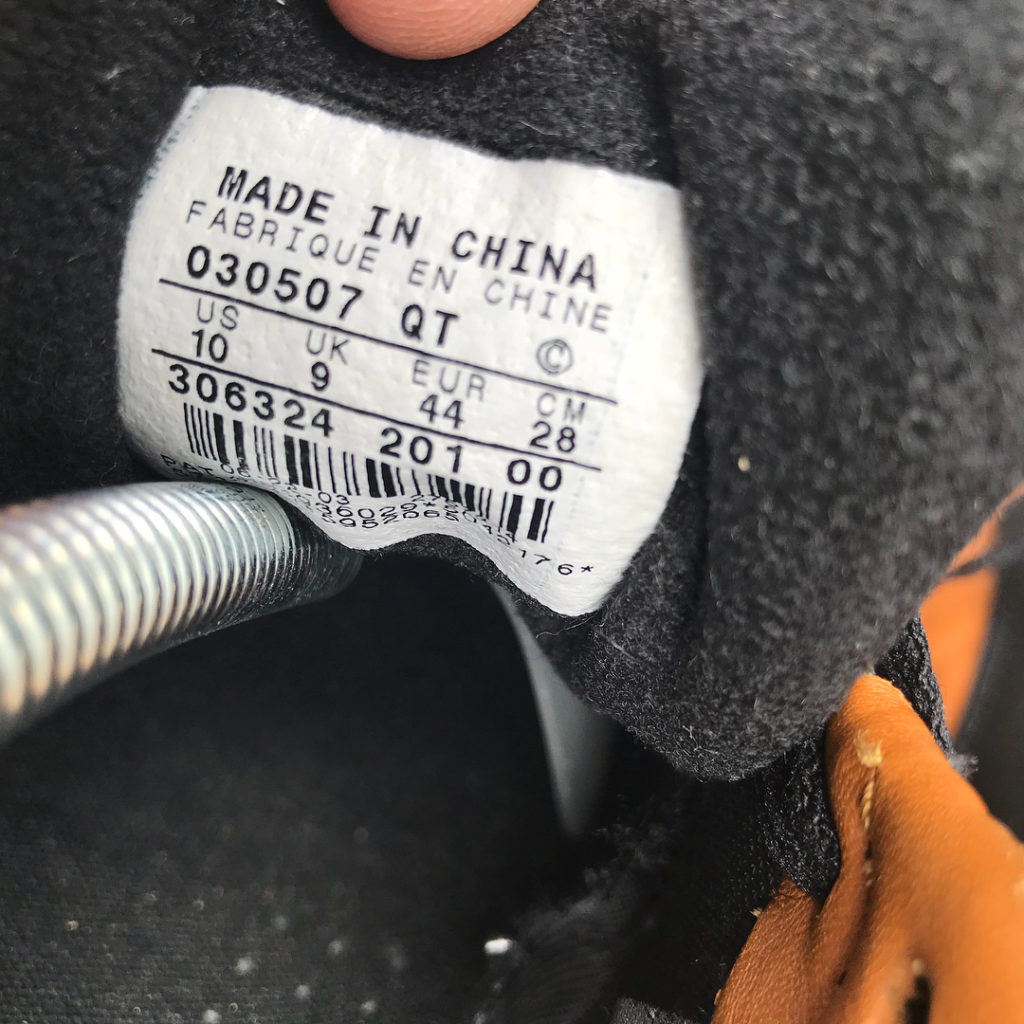 MADE IN CHINA
FABRIQUE EN CHINE
030507 QT ©
US UK EUR CM
10 9 44 28
306324 201 00